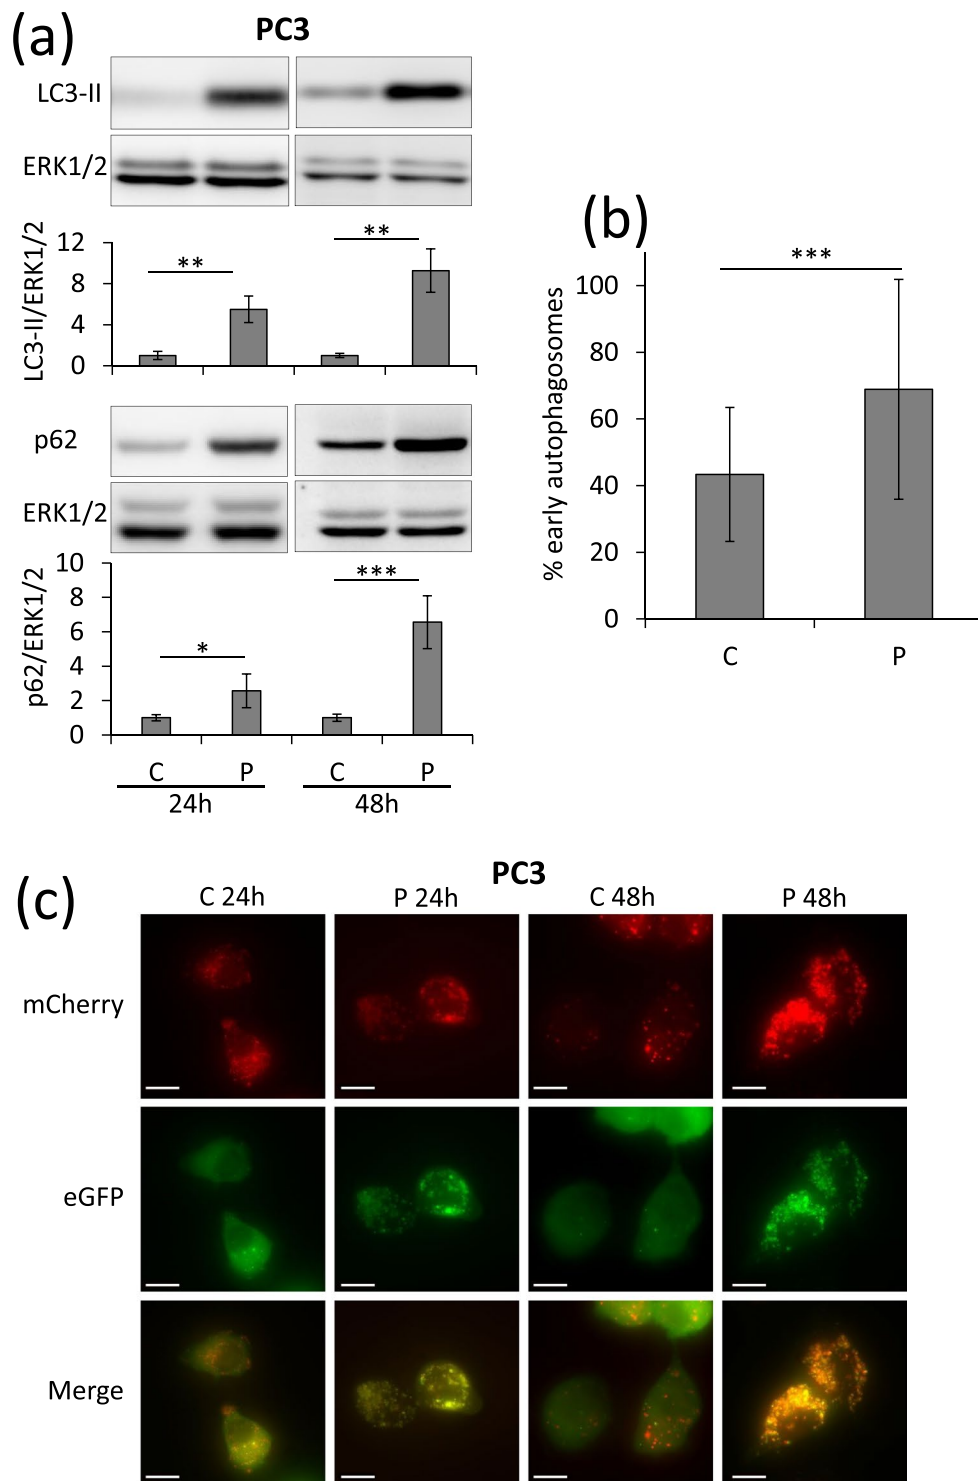 (a)
PC3
LC3-II
ERK1/2
LC3-II/ERK1/2
12
8
4
0
**
**
p62
ERK1/2
p62/ERK1/2
10
8
6
4
2
0
*
***
C P C P
24h 48h
(b)
% early autophagosomes
100
80
60
40
20
0
***
C P
(c)
PC3
C 24h P 24h C 48h P 48h
mCherry
eGFP
Merge